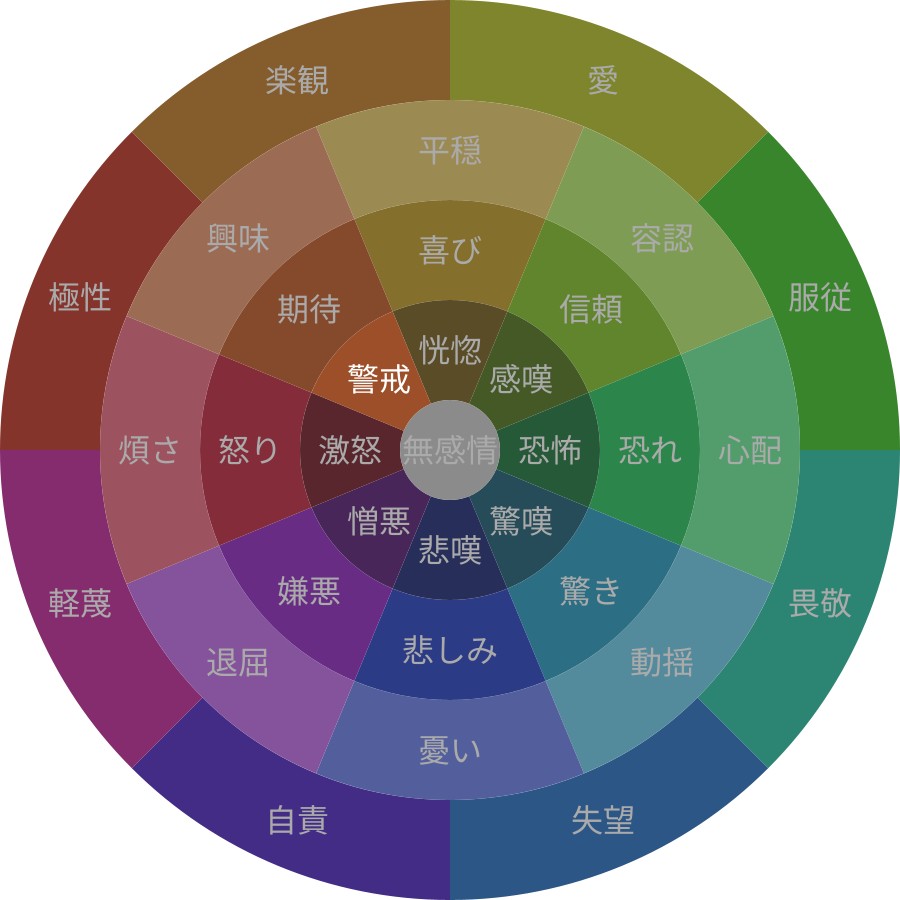 楽観
愛
平穏
興味
容認
喜び
極性
期待
信頼
服従
恍惚
警戒
感嘆
煩さ
怒り
激怒
無感情
恐怖
恐れ
心配
憎悪
驚嘆
悲嘆
軽蔑
嫌悪
驚き
畏敬
悲しみ
退屈
動揺
憂い
自責
失望